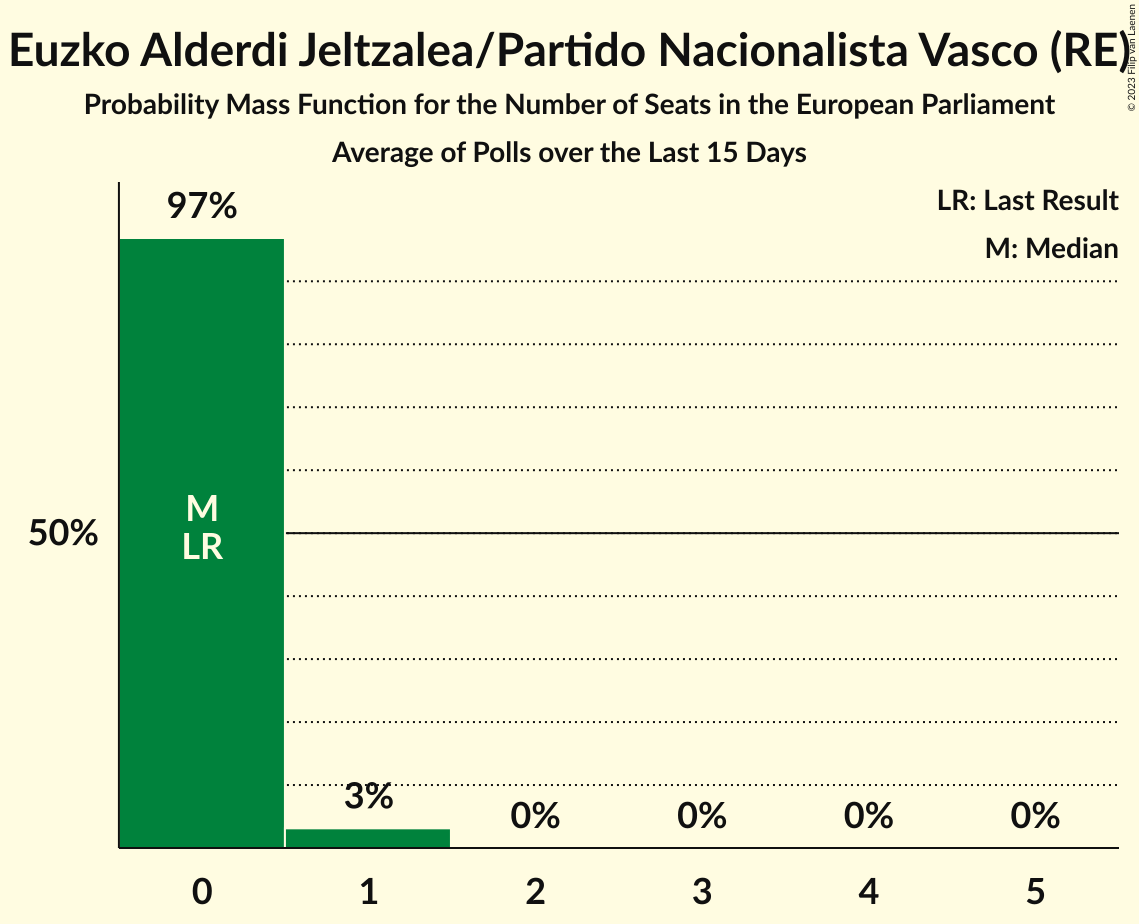 Euzko Alderdi Jeltzalea/Partido Nacionalista Vasco (RE)
© 2023 Filip van Laenen
Probability Mass Function for the Number of Seats in the European Parliament
Average of Polls over the Last 15 Days
LR: Last Result
M: Median
97%
50%
M
LR
3%
0%
0%
0%
0%
0
1
2
3
4
5